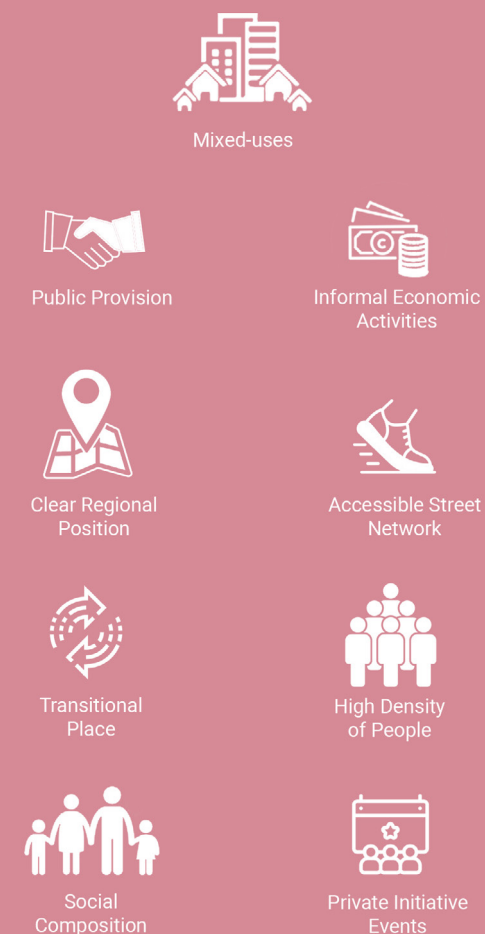 Mixed-uses
Public Provision
Informal Economic
Activities
Clear Regional
Position
Accessible Street
Network
Transitional
Place
High Density
of People
Social
Composition
Private Initiative
Events